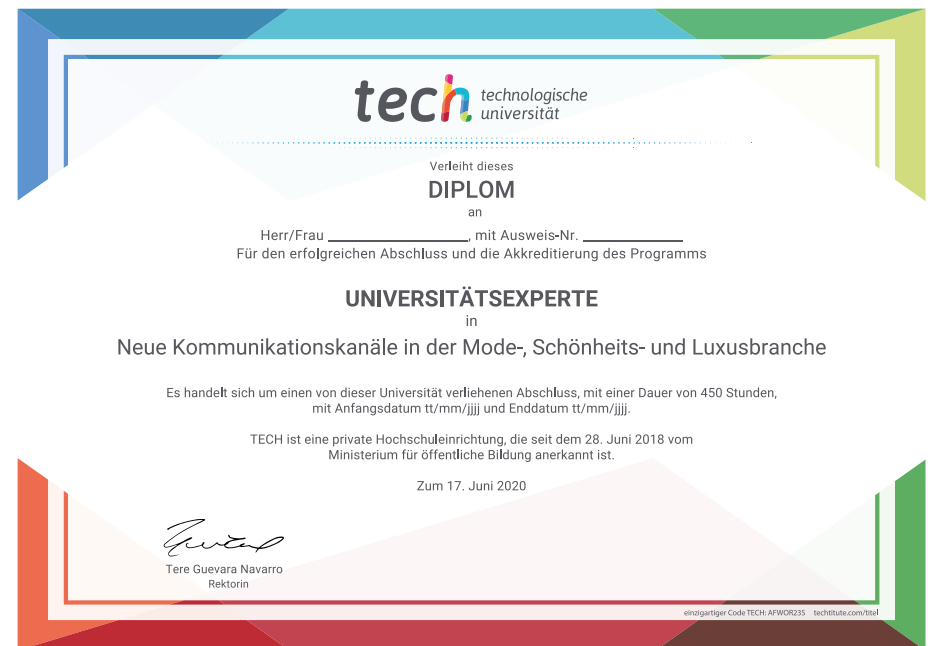 tech technologische
universität
Verleiht dieses
DIPLOM
an
Herr/Frau ____________________, mit Ausweis-Nr. ______________
Für den erfolgreichen Abschluss und die Akkreditierung des Programms
UNIVERSITÄTSEXPERTE
in
Neue Kommunikationskanäle in der Mode-, Schönheits- und Luxusbranche
Es handelt sich um einen von dieser Universität verliehenen Abschluss, mit einer Dauer von 450 Stunden,
mit Anfangsdatum tt/mm/jjjj und Enddatum tt/mm/jjjj.
TECH ist eine private Hochschuleinrichtung, die seit dem 28. Juni 2018 vom
Ministerium für öffentliche Bildung anerkannt ist.
Zum 17. Juni 2020
Tere Guevara Navarro
Rektorin
einzigartiger Code TECH: AFWOR235 techtitute.com/titel